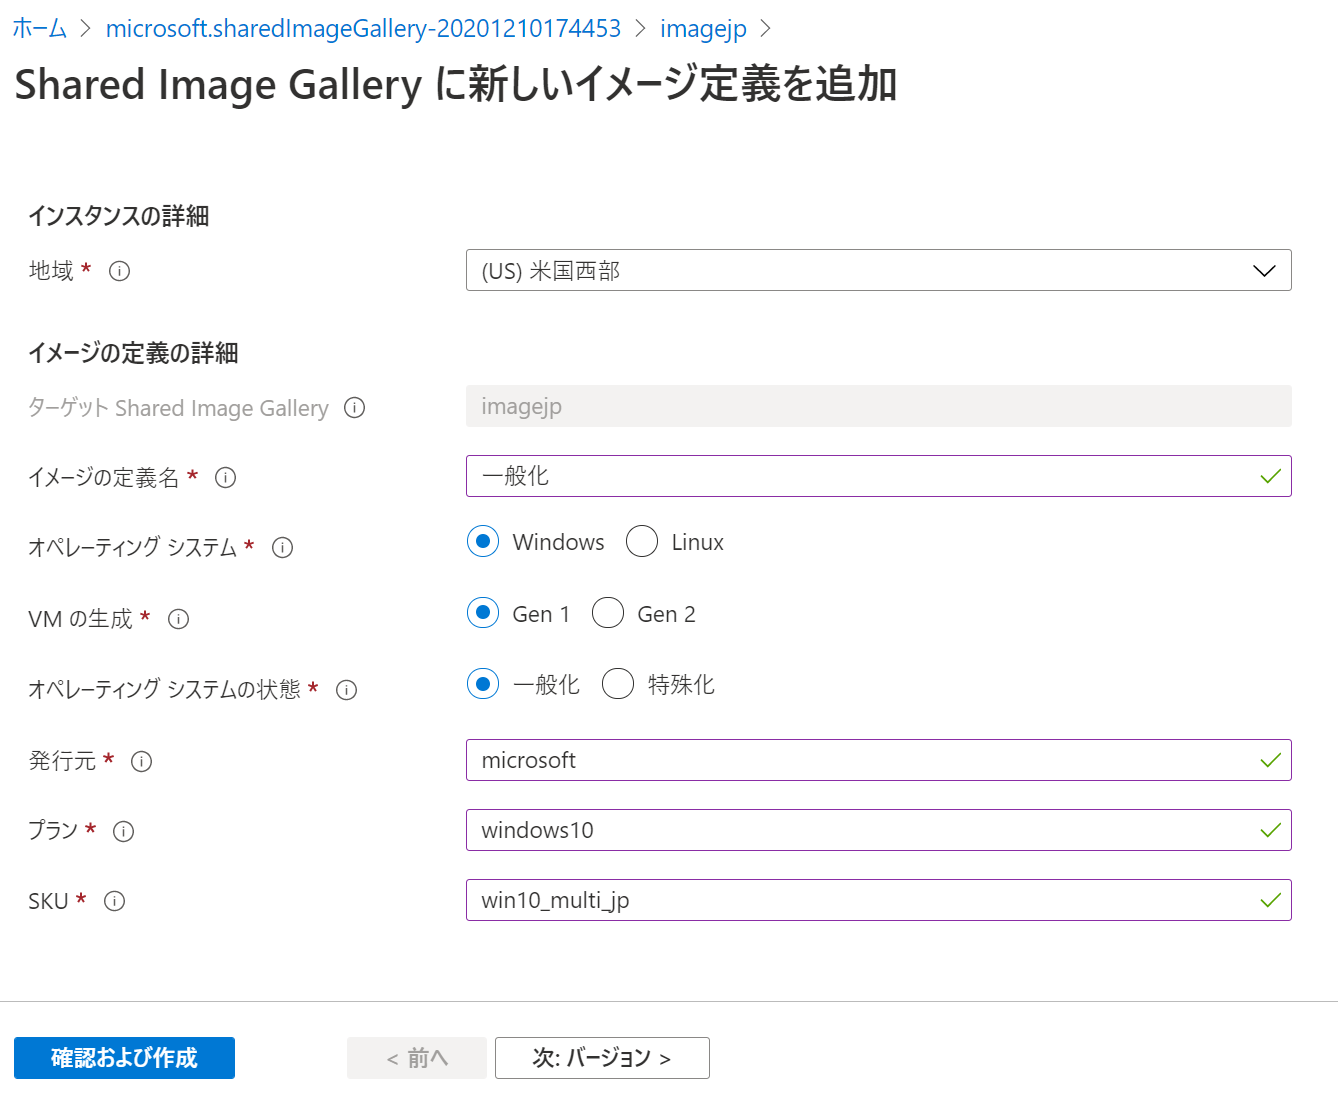 ホーム > microsoft.sharedImageGallery-20201210174453 > imagejp >
Shared Image Gallery に新しいイメージ定義を追加
インスタンスの詳細
地域 * (US) 米国西部
イメージの定義の詳細
ターゲット Shared Image Gallery imagejp
イメージの定義名 * 一般化
オペレーティング システム * Windows Linux
VM の生成 * Gen 1 Gen 2
オペレーティング システムの状態 * 一般化 特殊化
発行元 * microsoft
プラン * windows10
SKU * win10_multi_jp
確認および作成 < 前へ 次: バージョン >